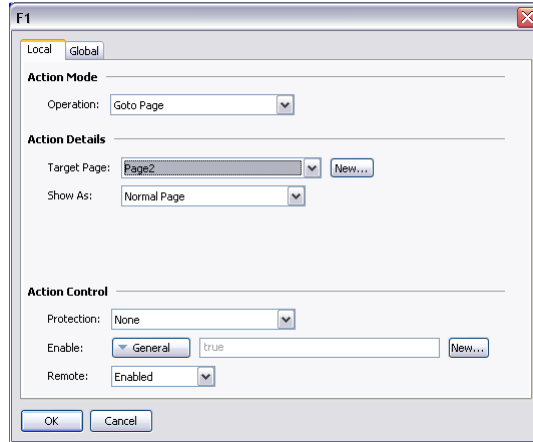 F1
Local Global
Action Mode
Operation: Goto Page
Action Details
Target Page: Page2 New...
Show As: Normal Page
Action Control
Protection: None
Enable: General true New...
Remote: Enabled
OK Cancel